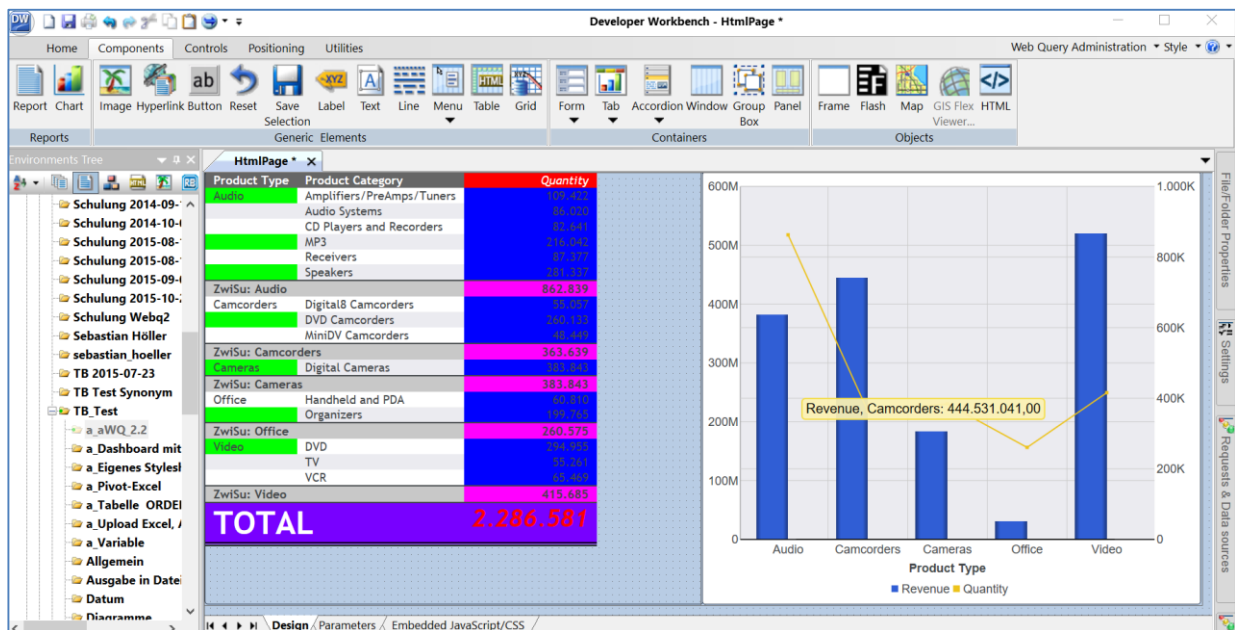 DW
Developer Workbench - HtmlPage *
Home Components Controls Positioning Utilities
Web Query Administration Style
Report Chart Image Hyperlink Button Reset Save Selection Label Text Line Menu Table Grid Form Tab Accordion Window Group Box Panel Frame Flash Map GIS Flex Viewer... HTML
Reports Generic Elements Containers Objects
Environments Tree
HtmlPage *
Schulung 2014-09-
Schulung 2014-10-
Schulung 2015-08-
Schulung 2015-08-
Schulung 2015-09-
Schulung 2015-10-
Schulung Webq2
Sebastian Höller
sebastian_hoeller
TB 2015-07-23
TB Test Synonym
TB_Test
a_aWQ_2.2
a_Dashboard mit
a_Eigenes Stylesh
a_Pivot-Excel
a_Tabelle ORDE
a_Upload Excel, A
a_Variable
Allgemein
Ausgabe in Datei
Datum
Diagramme
Product Type Product Category Quantity
Audio Amplifiers/PreAmps/Tuners 109.422
Audio Systems 86.020
CD Players and Recorders 82.641
MP3 216.042
Receivers 87.377
Speakers 281.337
ZwiSu: Audio 862.839
Camcorders Digital8 Camcorders 55.057
DVD Camcorders 260.133
MiniDV Camcorders 48.449
ZwiSu: Camcorders 363.639
Cameras Digital Cameras 383.843
ZwiSu: Cameras 383.843
Office Handheld and PDA 60.810
Organizers 199.765
ZwiSu: Office 260.575
Video DVD 294.955
TV 55.261
VCR 65.469
ZwiSu: Video 415.685
TOTAL 2.286.581
600M
500M
400M
300M
200M
100M
0
1.000K
800K
600K
400K
200K
0
Revenue, Camcorders: 444.531.041,00
Audio Camcorders Cameras Office Video
Product Type
Revenue Quantity
File/Folder Properties
Settings
Requests & Data sources
Design Parameters Embedded JavaScript/CSS